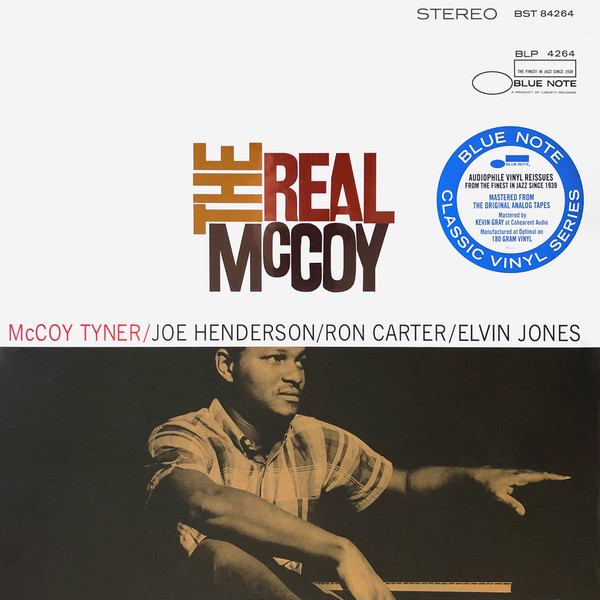 STEREO BST 84264
BLP 4264
THE FINEST IN JAZZ SINCE 1939
BLUE NOTE
A PRODUCT OF LIBERTY RECORDS
THE REAL
McCOY
BLUE NOTE
BLUE NOTE
AUDIOPHILE VINYL REISSUES
FROM THE FINEST IN JAZZ SINCE 1939
MASTERED FROM
THE ORIGINAL ANALOG TAPES
Mastered by
KEVIN GRAY at Cohearent Audio
Manufactured at Optimal on
180 GRAM VINYL
CLASSIC VINYL SERIES
McCOY TYNER/JOE HENDERSON/RON CARTER/ELVIN JONES